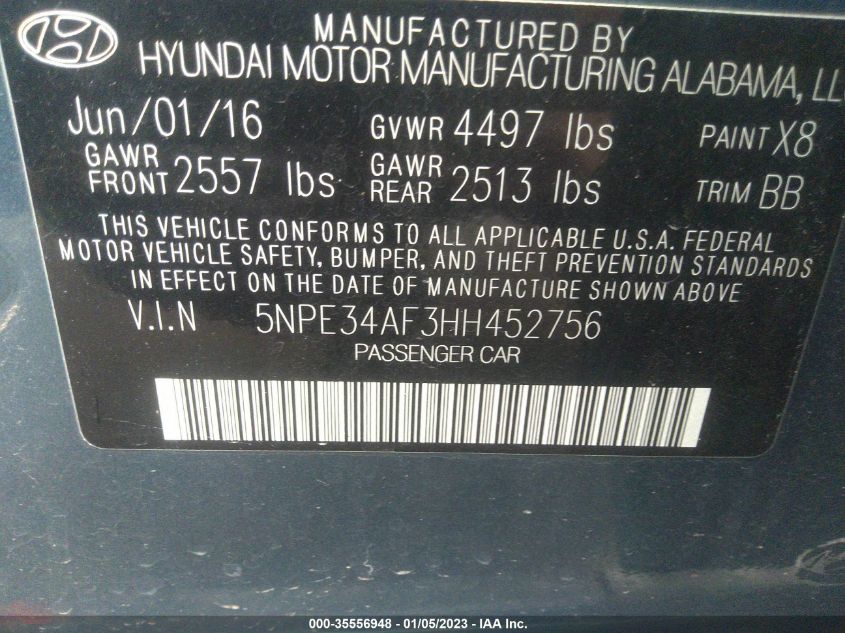 MANUFACTURED BY
HYUNDAI MOTOR MANUFACTURING ALABAMA, LLC
Jun/01/16 GVWR 4497 lbs PAINT X8
GAWR FRONT 2557 lbs GAWR REAR 2513 lbs TRIM BB
THIS VEHICLE CONFORMS TO ALL APPLICABLE U.S.A. FEDERAL
MOTOR VEHICLE SAFETY, BUMPER, AND THEFT PREVENTION STANDARDS
IN EFFECT ON THE DATE OF MANUFACTURE SHOWN ABOVE
V.I.N 5NPE34AF3HH452756
PASSENGER CAR
000-35556948 - 01/05/2023 - IAA Inc.